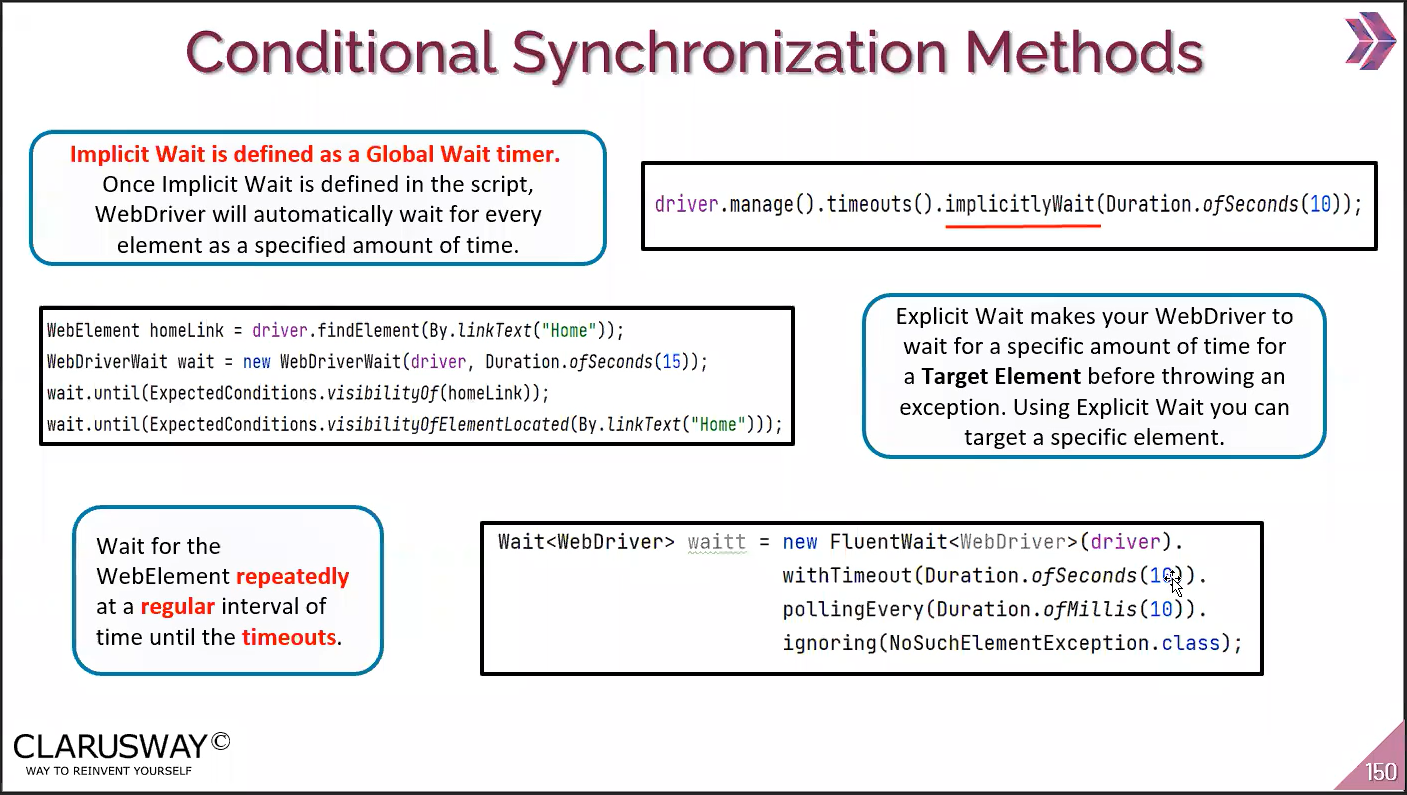 Conditional Synchronization Methods
Implicit Wait is defined as a Global Wait timer.
Once Implicit Wait is defined in the script,
WebDriver will automatically wait for every
element as a specified amount of time.
driver.manage().timeouts().implicitlyWait(Duration.ofSeconds(10));
WebElement homeLink = driver.findElement(By.linkText("Home"));
WebDriverWait wait = new WebDriverWait(driver, Duration.ofSeconds(15));
wait.until(ExpectedConditions.visibilityOf(homeLink));
wait.until(ExpectedConditions.visibilityOfElementLocated(By.linkText("Home")));
Explicit Wait makes your WebDriver to
wait for a specific amount of time for
a Target Element before throwing an
exception. Using Explicit Wait you can
target a specific element.
Wait for the
WebElement repeatedly
at a regular interval of
time until the timeouts.
Wait<WebDriver> waitt = new FluentWait<WebDriver>(driver).
withTimeout(Duration.ofSeconds(10)).
pollingEvery(Duration.ofMillis(10)).
ignoring(NoSuchElementException.class);
CLARUSWAY©
WAY TO REINVENT YOURSELF
150